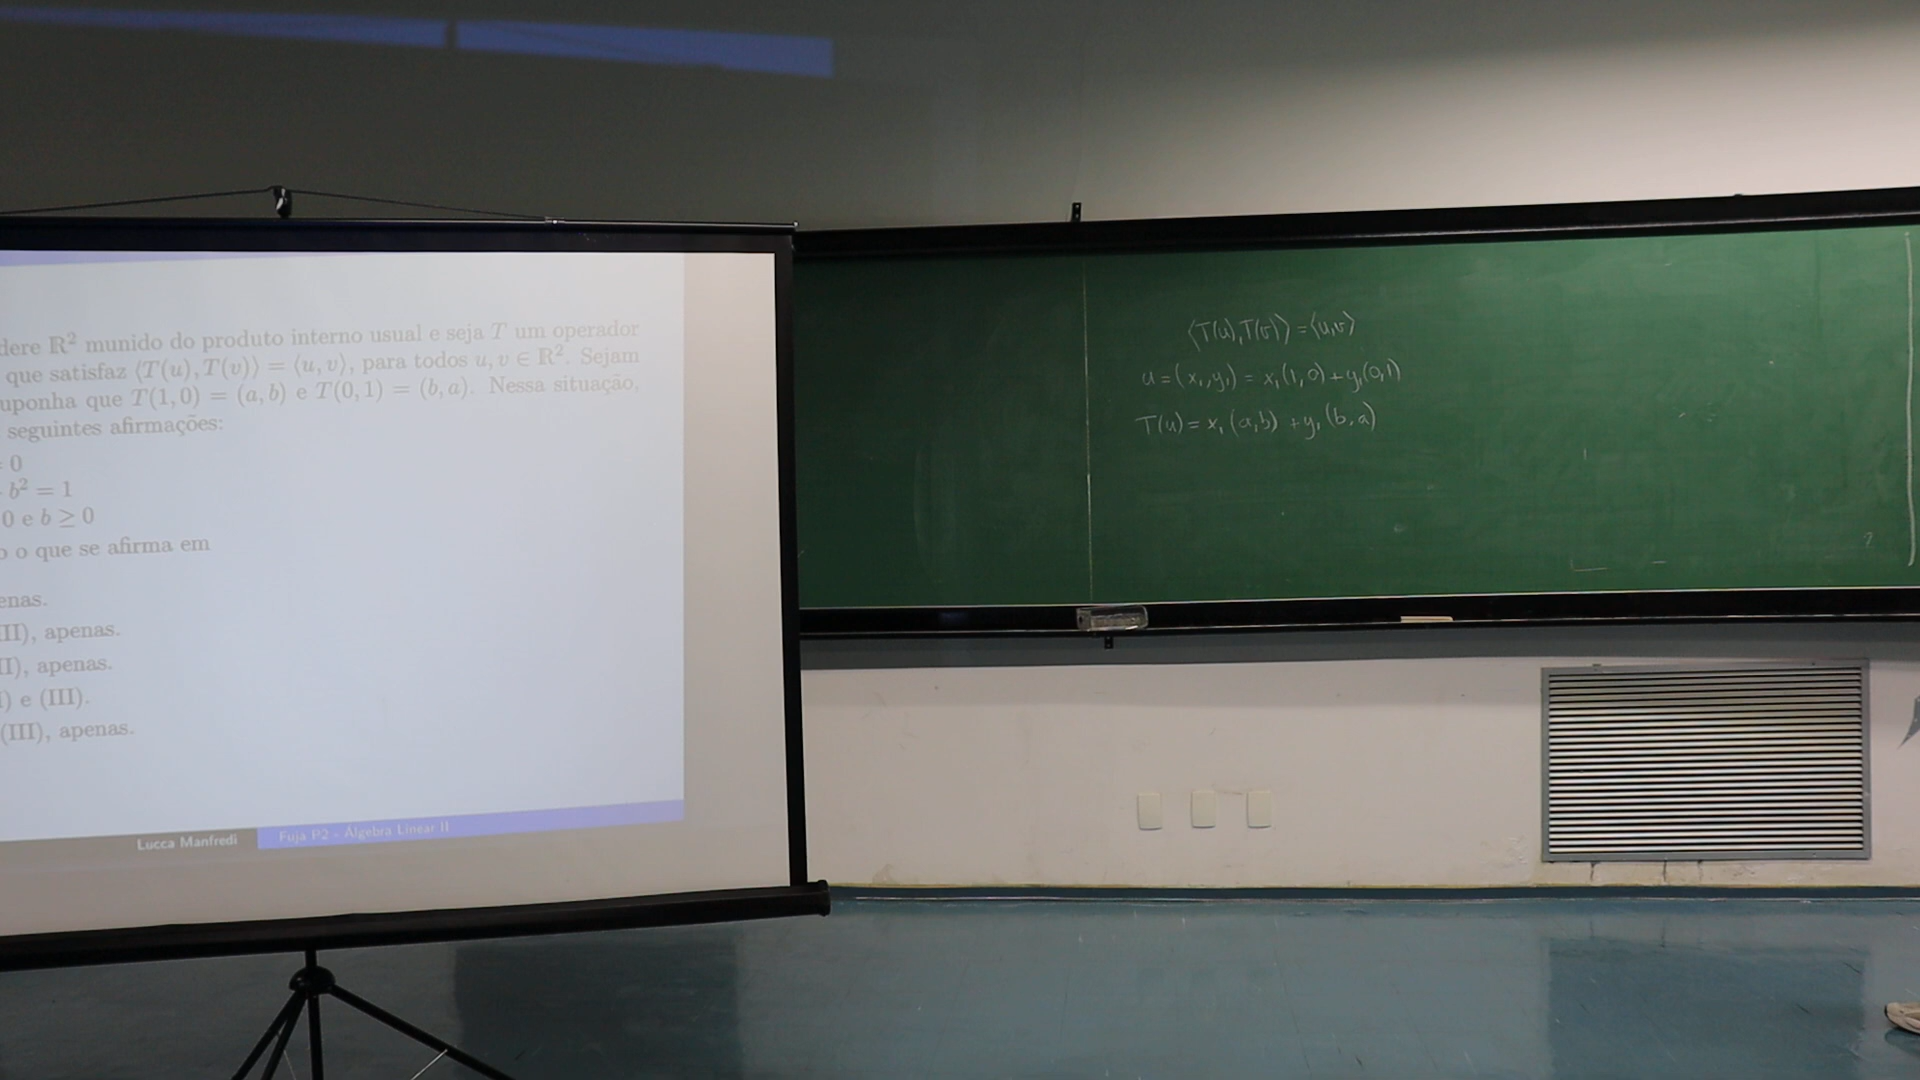 dere ℝ² munido do produto interno usual e seja T um operador
que satisfaz ⟨T(u), T(v)⟩ = ⟨u, v⟩, para todos u, v ∈ ℝ². Sejam
uponha que T(1, 0) = (a, b) e T(0, 1) = (b, a). Nessa situação,
seguintes afirmações:
= 0
b² = 1
0 e b ≥ 0
o o que se afirma em
enas.
II), apenas.
II), apenas.
) e (III).
(III), apenas.
Lucca Manfredi
Fuja P2 - Álgebra Linear II
⟨T(u), T(v)⟩ = ⟨u,v⟩
u = (x₁, y₁) = x₁(1, 0) + y₁(0, 1)
T(u) = x₁(a, b) + y₁(b, a)